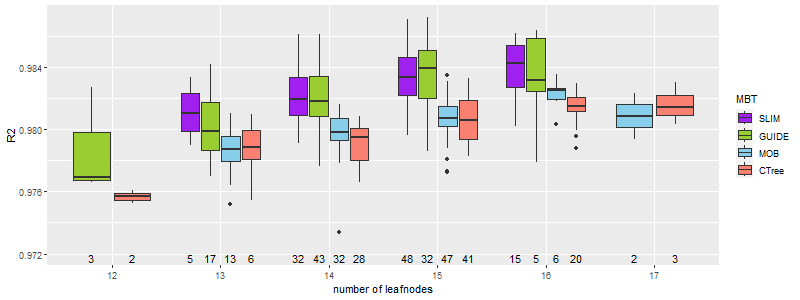 R2
0.984
0.980
0.976
0.972
3 2 5 17 13 6 32 43 32 28 48 32 47 41 15 5 6 20 2 3
12 13 14 15 16 17
number of leafnodes
MBT
SLIM
GUIDE
MOB
CTree